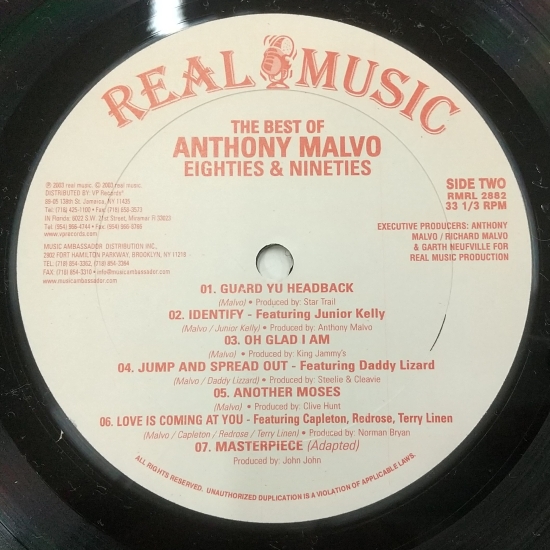 REAL MUSIC
THE BEST OF
ANTHONY MALVO
EIGHTIES & NINETIES
℗ 2003 real music, © 2003 real music.
DISTRIBUTED BY: VP Records®
89-05 138th St. Jamaica, NY 11435
Tel: (718) 425-1100 • Fax: (718) 658-3573
IN Florida: 6022 S.W. 21st Street, Miramar Fl 33023
Tel: (954) 966-4744 • Fax: (954) 966-8766
www.vprecords.com
MUSIC AMBASSADOR DISTRIBUTION INC.,
2902 FORT HAMILTON PARKWAY, BROOKLYN, NY 11218
TEL: (718) 854-3362, (718) 854-3364
FAX: (718) 854-3310 • info@musicambassador.com
www.musicambassador.com
SIDE TWO
RMRL 2862
33 1/3 RPM
EXECUTIVE PRODUCERS: ANTHONY
MALVO / RICHARD MALVO
& GARTH NEUFVILLE FOR
REAL MUSIC PRODUCTION
01. GUARD YU HEADBACK
(Malvo) • Produced by: Star Trail
02. IDENTIFY - Featuring Junior Kelly
(Malvo / Junior Kelly) • Produced by: Anthony Malvo
03. OH GLAD I AM
(Malvo) • Produced by: King Jammy's
04. JUMP AND SPREAD OUT - Featuring Daddy Lizard
(Malvo / Daddy Lizzard) • Produced by: Steelie & Cleavie
05. ANOTHER MOSES
(Malvo) • Produced by: Clive Hunt
06. LOVE IS COMING AT YOU - Featuring Capleton, Redrose, Terry Linen
(Malvo / Capleton / Redrose / Terry Linen) • Produced by: Norman Bryan
07. MASTERPIECE (Adapted)
Produced by: John John
ALL RIGHTS RESERVED. UNAUTHORIZED DUPLICATION IS A VIOLATION OF APPLICABLE LAWS.